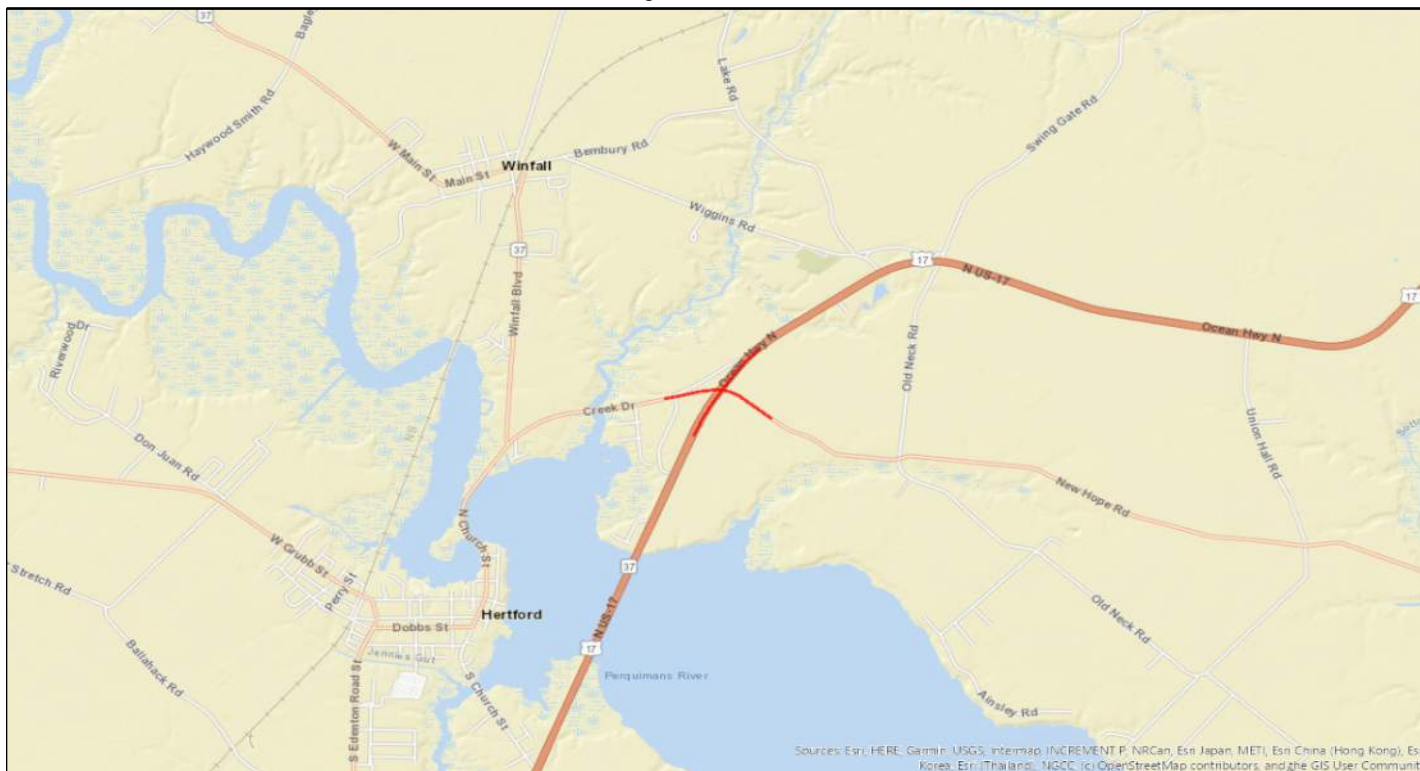 37
Lake Rd
Swing Gate Rd
Haywood Smith Rd
W Main St
Winfall
Bembury Rd
Main St
Wiggins Rd
37
Winfall Blvd
17
N US-17
17
Ocean Hwy N
Riverwood Dr
Ocean Hwy N
Old Neck Rd
Creek Dr
Union Hall Rd
Don Juan Rd
NS
New Hope Rd
N Church St
W Grubb St
37
Stretch Rd
Perry St
Hertford
N US-17
Old Neck Rd
Dobbs St
17
Jennies Gut
Ballahack Rd
Perquimans River
S Church St
S Edenton Road St
Ainsley Rd
Sources: Esri, HERE, Garmin, USGS, Intermap, INCREMENT P, NRCan, Esri Japan, METI, Esri China (Hong Kong), Es
Korea, Esri (Thailand), NGCC, (c) OpenStreetMap contributors, and the GIS User Communit